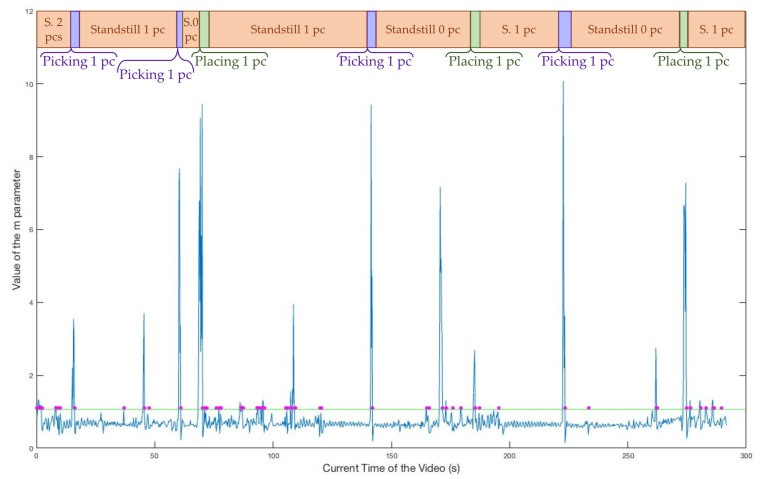 12
S. 2 pcs
Standstill 1 pc
S.0 pc
Standstill 1 pc
Standstill 0 pc
S. 1 pc
Standstill 0 pc
S. 1 pc
11
Picking 1 pc
Picking 1 pc
Placing 1 pc
Picking 1 pc
Placing 1 pc
Picking 1 pc
Placing 1 pc
10
8
6
4
2
0
Value of the m parameter
0 50 100 150 200 250 300
Current Time of the Video (s)